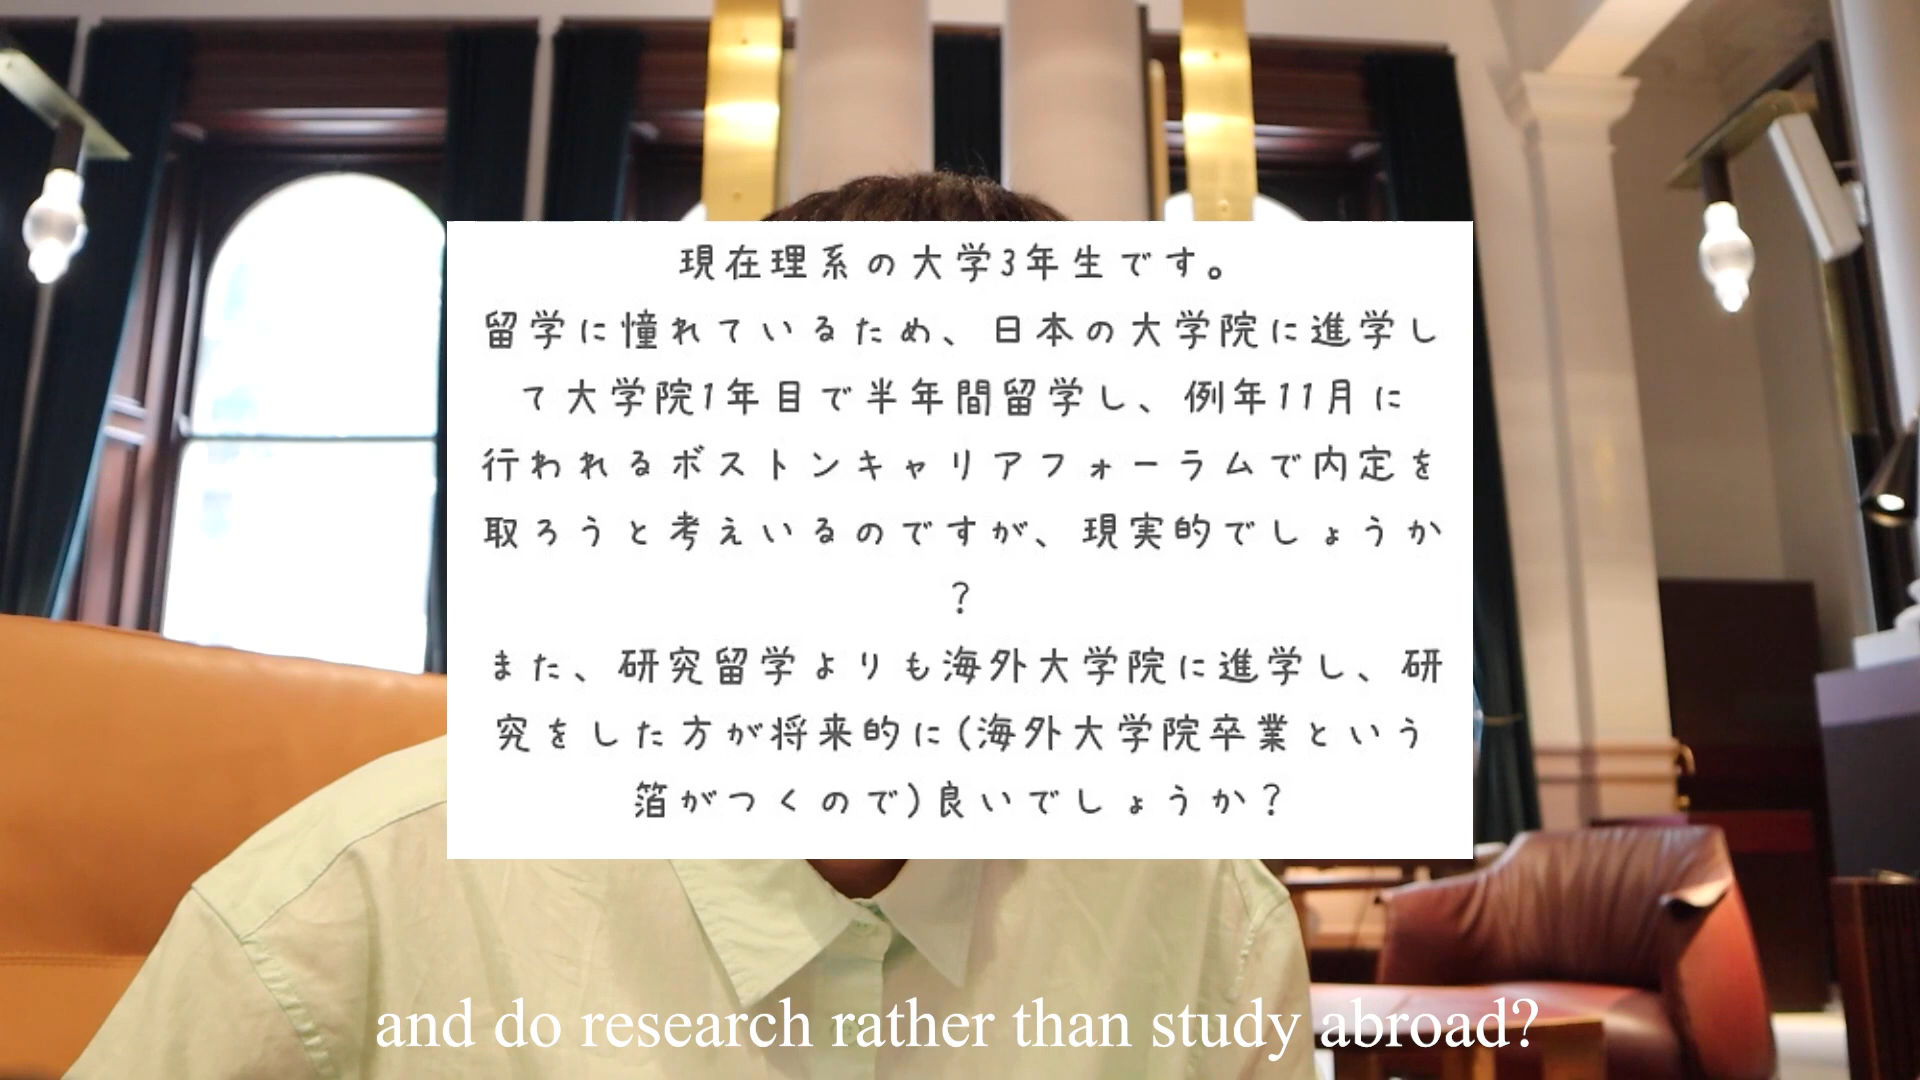 現在理系の大学3年生です。
留学に憧れているため、日本の大学院に進学し
て大学院1年目で半年間留学し、例年11月に
行われるボストンキャリアフォーラムで内定を
取ろうと考えいるのですが、現実的でしょうか
?
また、研究留学よりも海外大学院に進学し、研
究をした方が将来的に(海外大学院卒業という
箔がつくので)良いでしょうか?
and do research rather than study abroad?